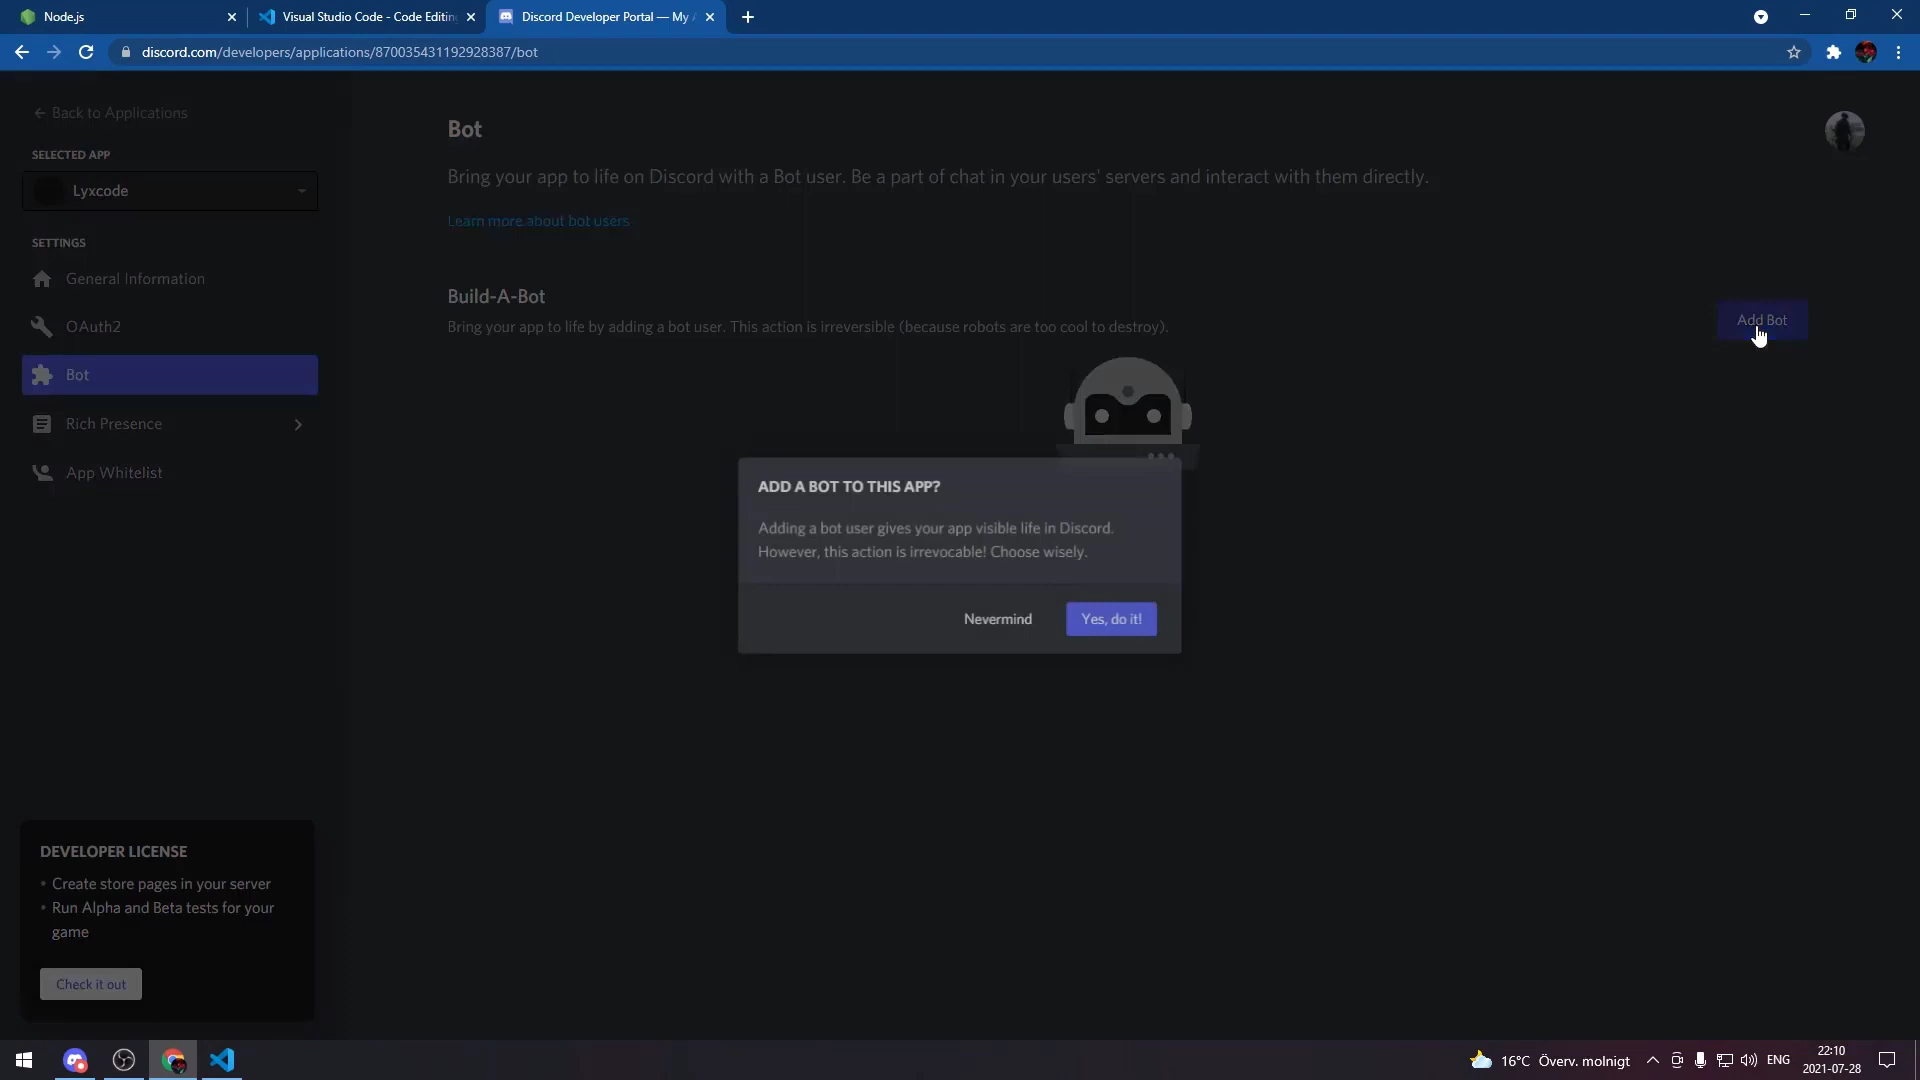 Node.js
Visual Studio Code - Code Editin
Discord Developer Portal — My A
discord.com/developers/applications/870035431192928387/bot
← Back to Applications
SELECTED APP
Lyxcode
SETTINGS
General Information
OAuth2
Bot
Rich Presence
App Whitelist
DEVELOPER LICENSE
• Create store pages in your server
• Run Alpha and Beta tests for your
game
Check it out
Bot
Bring your app to life on Discord with a Bot user. Be a part of chat in your users' servers and interact with them directly.
Learn more about bot users
Build-A-Bot
Bring your app to life by adding a bot user. This action is irreversible (because robots are too cool to destroy).
Add Bot
ADD A BOT TO THIS APP?
Adding a bot user gives your app visible life in Discord.
However, this action is irrevocable! Choose wisely.
Nevermind
Yes, do it!
16°C Överv. molnigt
ENG
22:10
2021-07-28